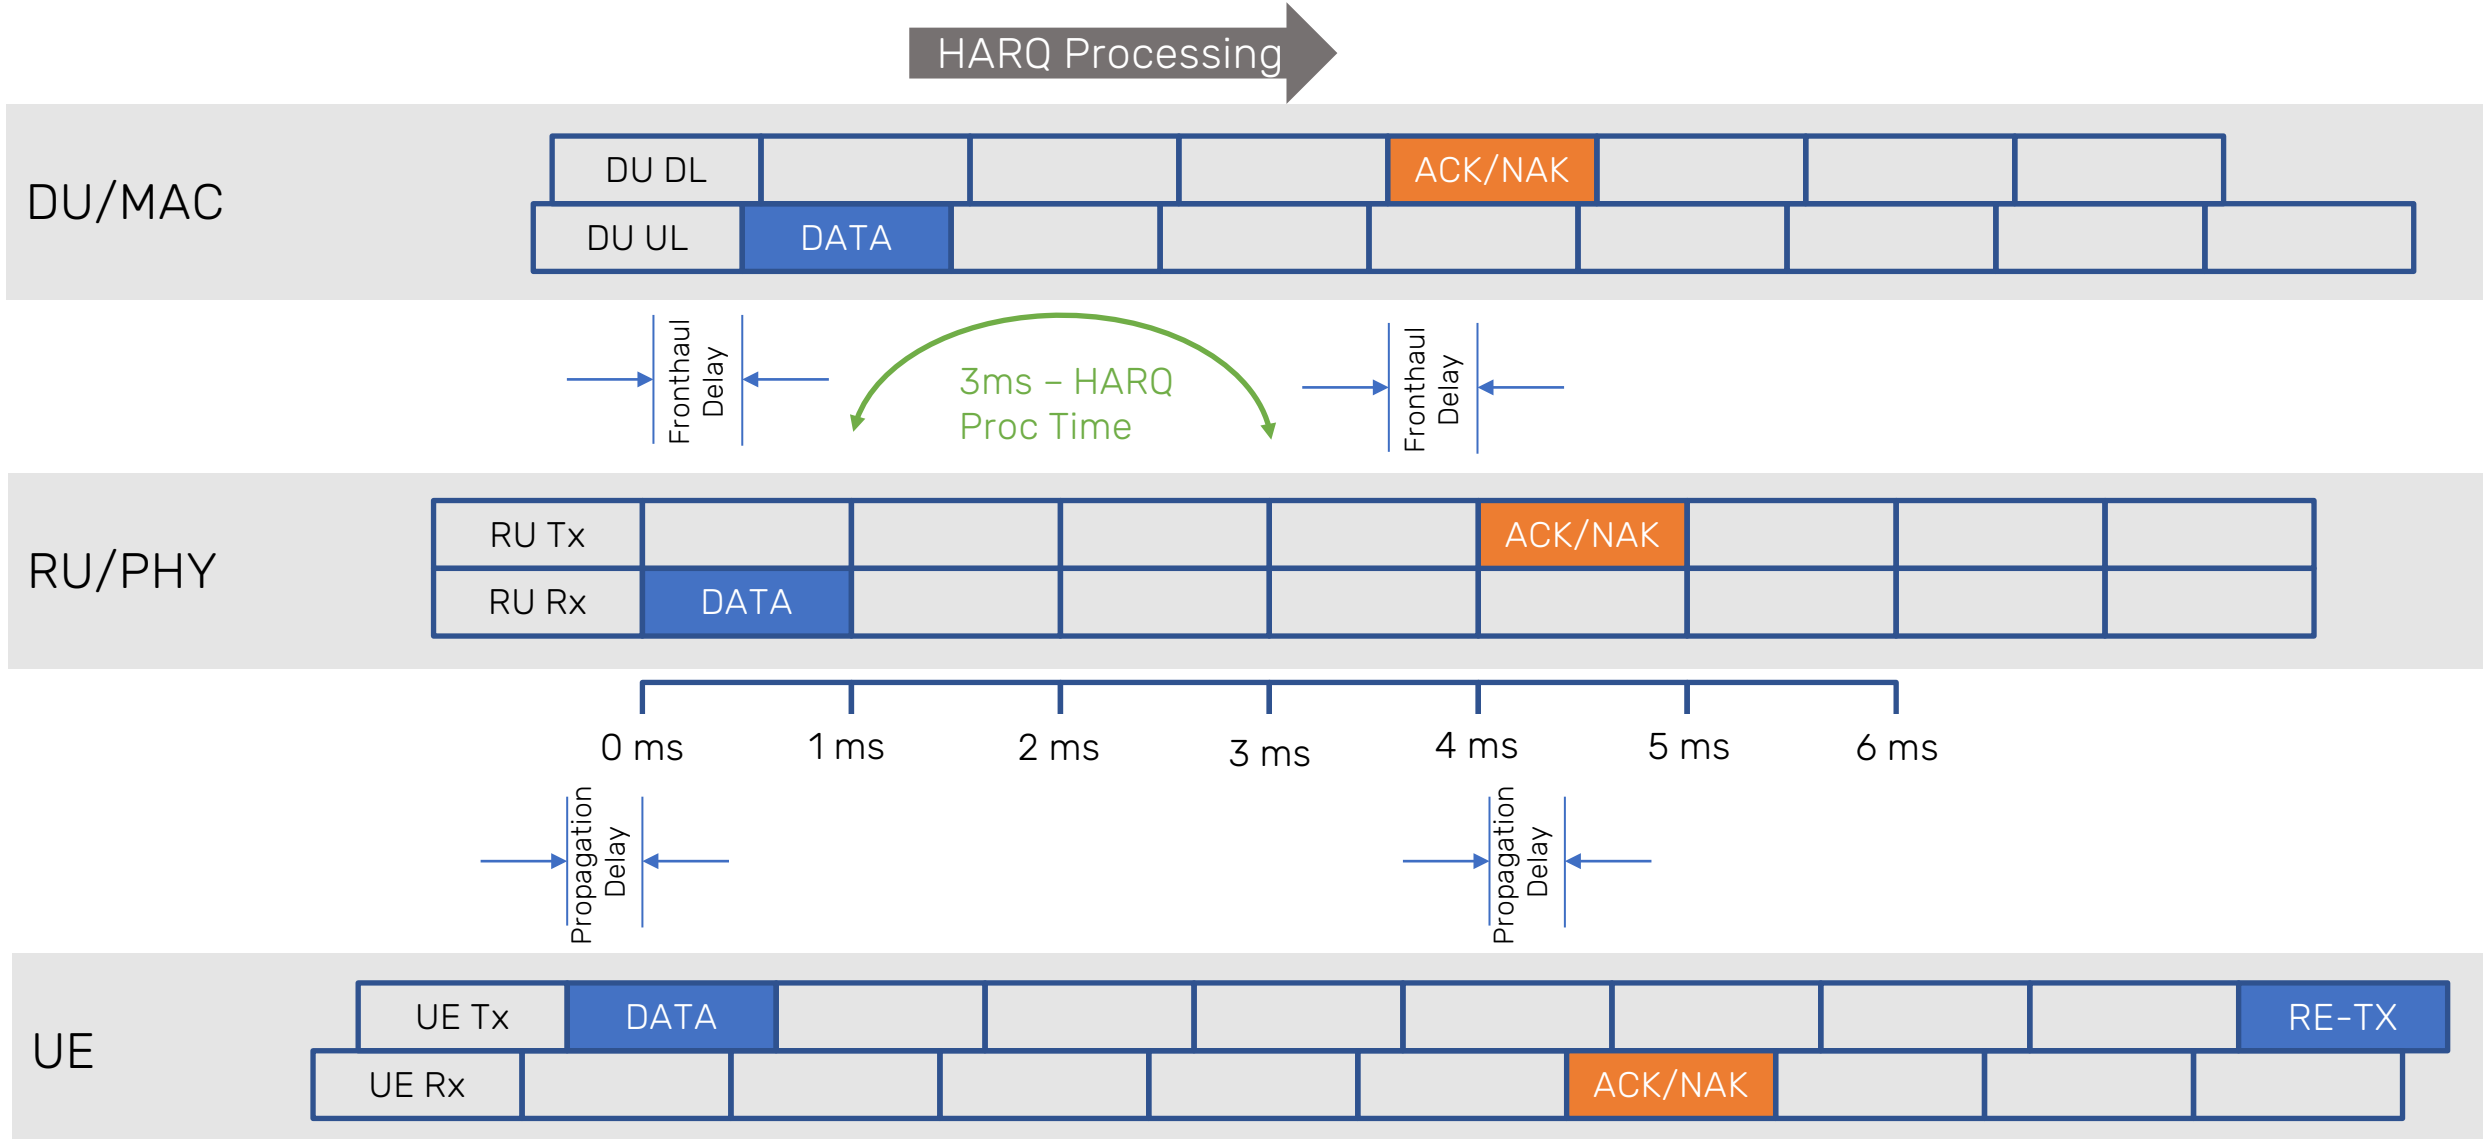 HARQ Processing
DU/MAC
DU DL
ACK/NAK
DU UL
DATA
Fronthaul
Delay
3ms – HARQ
Proc Time
Fronthaul
Delay
RU/PHY
RU Tx
ACK/NAK
RU Rx
DATA
0 ms
1 ms
2 ms
3 ms
4 ms
5 ms
6 ms
Propagation
Delay
Propagation
Delay
UE
UE Tx
DATA
RE-TX
UE Rx
ACK/NAK